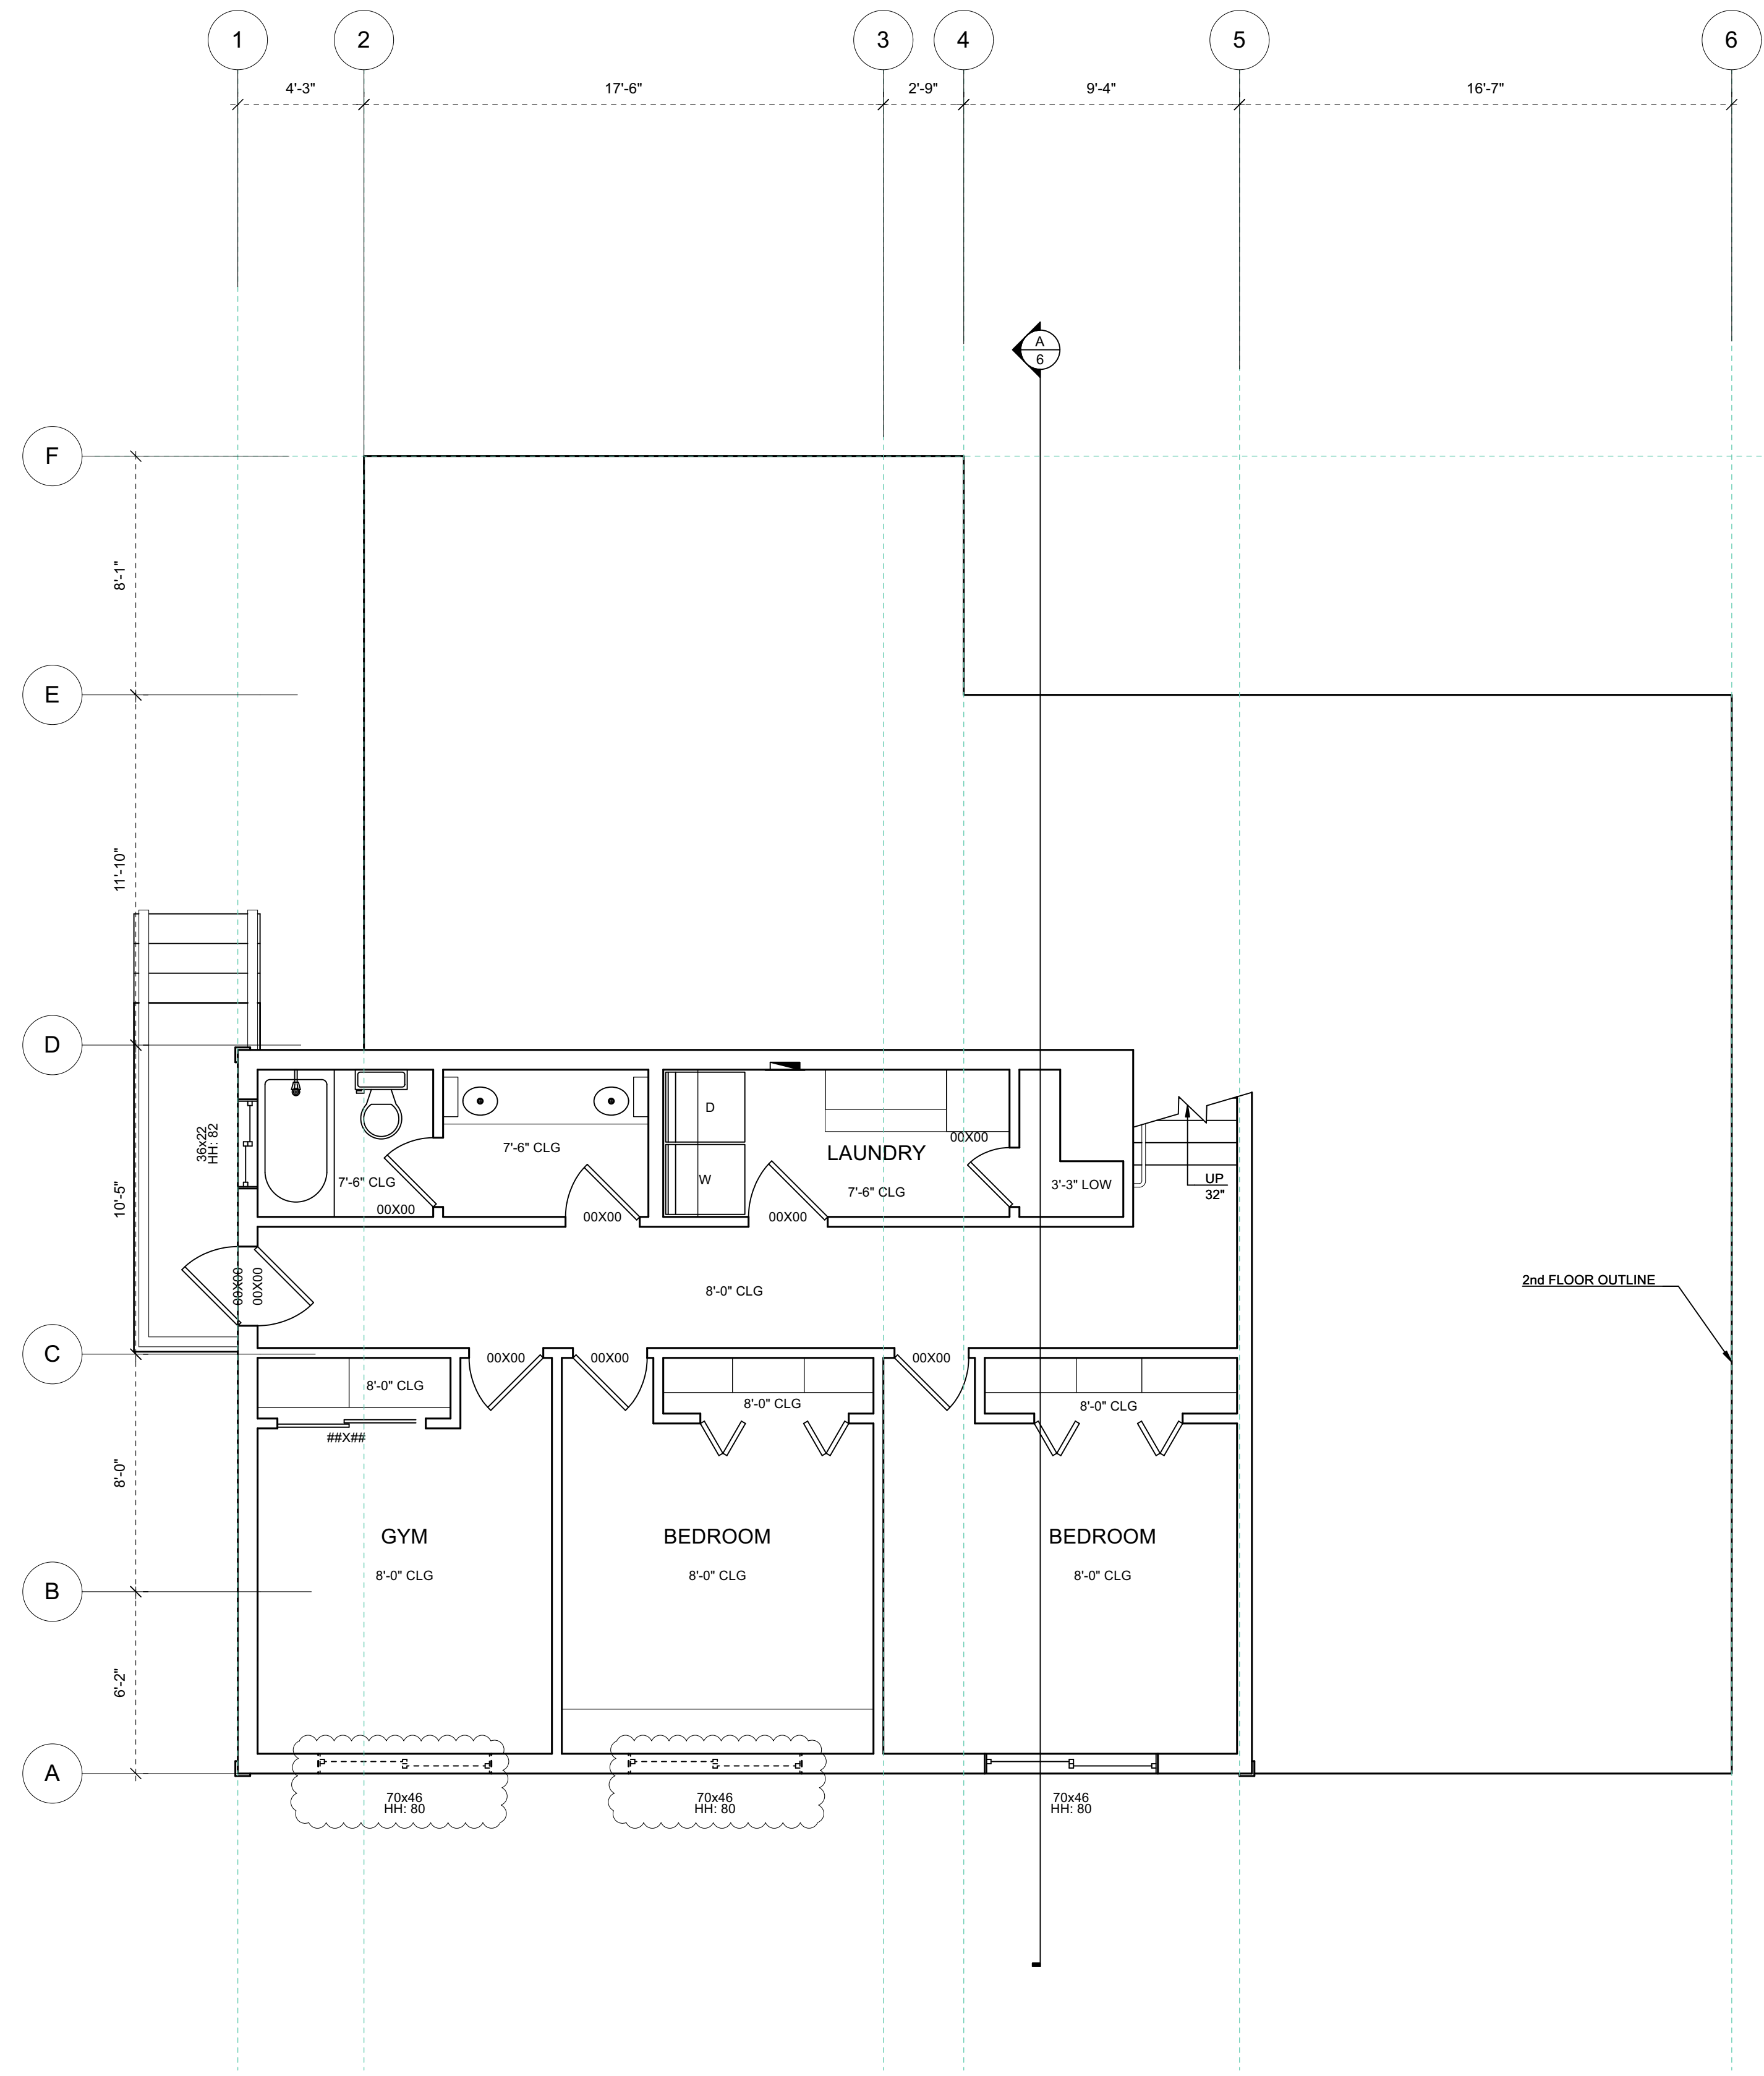 1
2
3
4
5
6
4'-3"
17'-6"
2'-9"
9'-4"
16'-7"
A
6
F
8'-1"
E
11'-10"
D
10'-5"
C
8'-0"
B
6'-2"
A
36x22
HH: 82
7'-6" CLG
00X00
7'-6" CLG
00X00
D
W
LAUNDRY
7'-6" CLG
00X00
00X00
3'-3" LOW
UP
32"
00X00
00X00
8'-0" CLG
2nd FLOOR OUTLINE
00X00
00X00
00X00
8'-0" CLG
8'-0" CLG
8'-0" CLG
##X##
GYM
8'-0" CLG
BEDROOM
8'-0" CLG
BEDROOM
8'-0" CLG
70x46
HH: 80
70x46
HH: 80
70x46
HH: 80